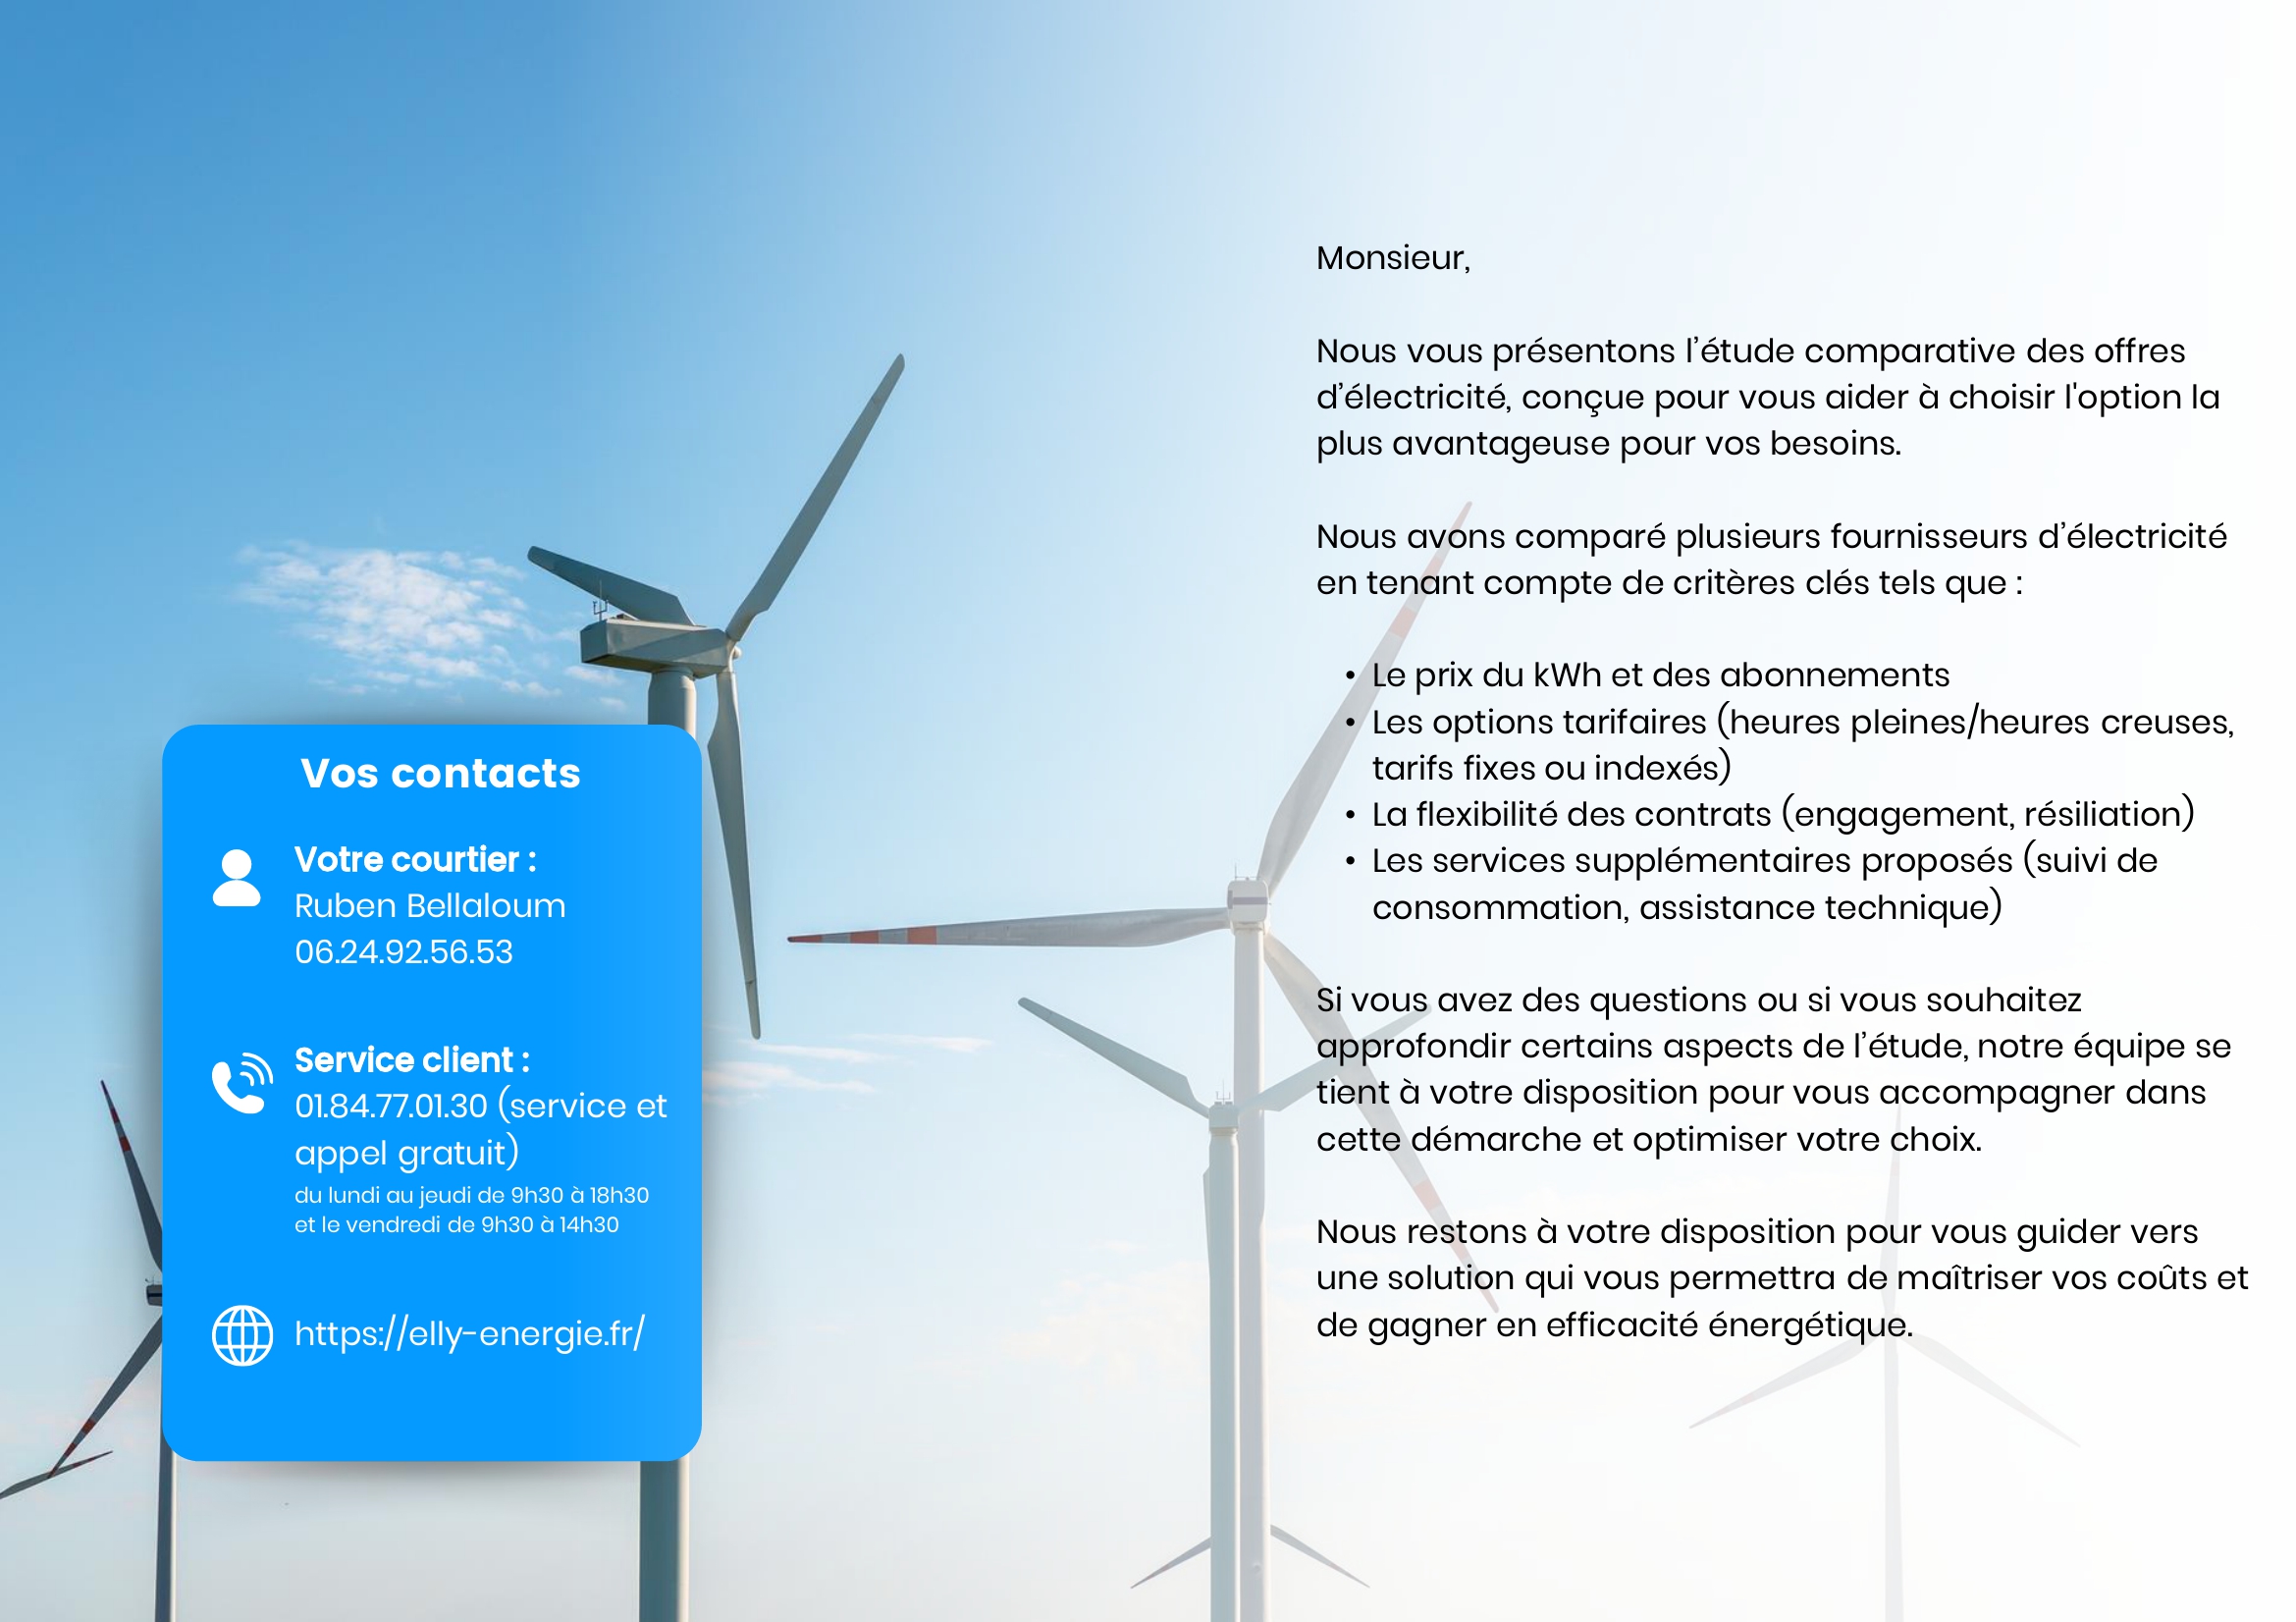 Vos contacts
Votre courtier :
Ruben Bellaloum
06.24.92.56.53
Service client :
01.84.77.01.30 (service et
appel gratuit)
du lundi au jeudi de 9h30 à 18h30
et le vendredi de 9h30 à 14h30
https://elly-energie.fr/
Monsieur,
Nous vous présentons l’étude comparative des offres
d’électricité, conçue pour vous aider à choisir l'option la
plus avantageuse pour vos besoins.
Nous avons comparé plusieurs fournisseurs d’électricité
en tenant compte de critères clés tels que :
• Le prix du kWh et des abonnements
• Les options tarifaires (heures pleines/heures creuses,
tarifs fixes ou indexés)
• La flexibilité des contrats (engagement, résiliation)
• Les services supplémentaires proposés (suivi de
consommation, assistance technique)
Si vous avez des questions ou si vous souhaitez
approfondir certains aspects de l’étude, notre équipe se
tient à votre disposition pour vous accompagner dans
cette démarche et optimiser votre choix.
Nous restons à votre disposition pour vous guider vers
une solution qui vous permettra de maîtriser vos coûts et
de gagner en efficacité énergétique.